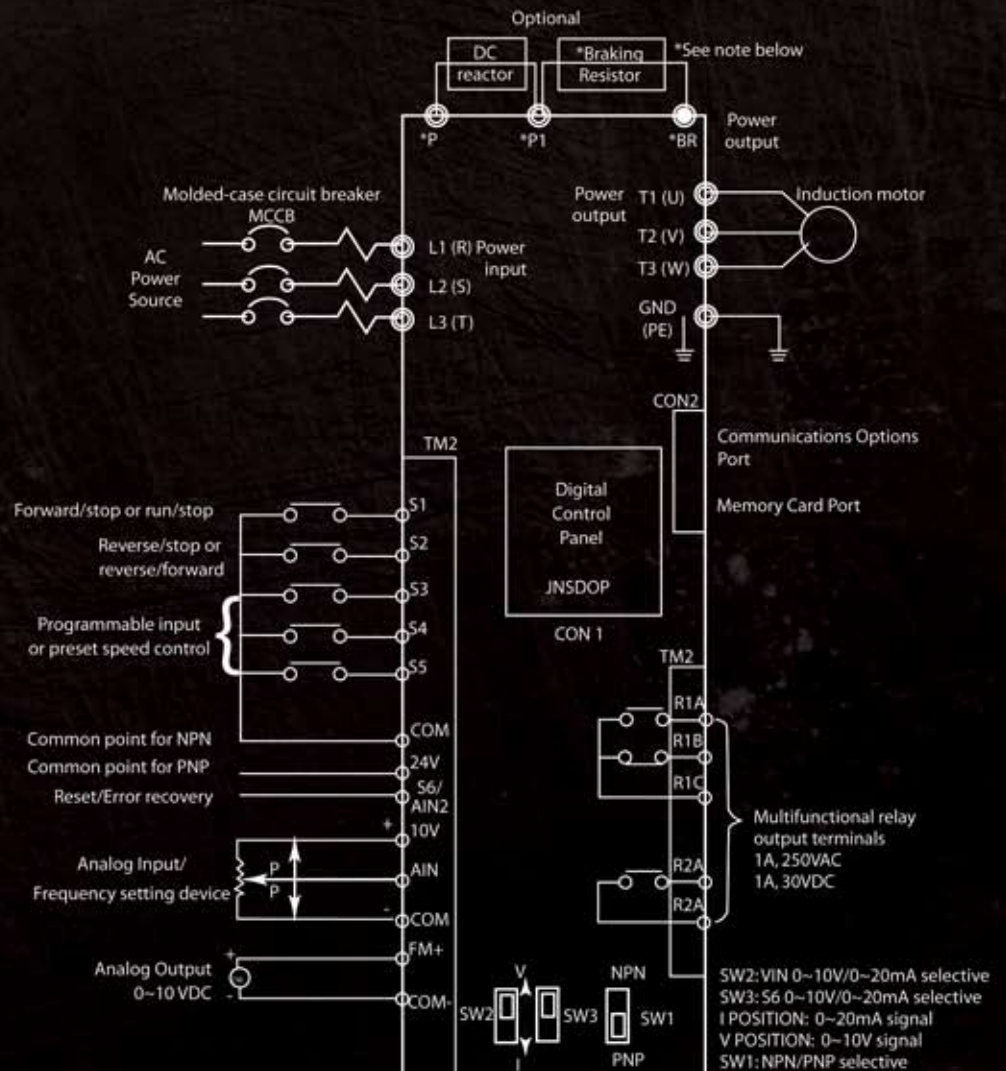 Optional
DC
reactor
*Braking
Resistor
*See note below
*P
*P1
*BR
Power
output
Molded-case circuit breaker
MCCB
AC
Power
Source
L1 (R) Power
input
L2 (S)
L3 (T)
Power
output
T1 (U)
T2 (V)
T3 (W)
Induction motor
GND
(PE)
CON2
Communications Options
Port
Memory Card Port
TM2
Digital
Control
Panel
JNSDOP
CON 1
Forward/stop or run/stop
S1
Reverse/stop or
reverse/forward
S2
S3
Programmable input
or preset speed control
S4
S5
Common point for NPN
COM
Common point for PNP
24V
Reset/Error recovery
S6/
AIN2
+
10V
Analog Input/
Frequency setting device
P
P
AIN
-
COM
Analog Output
0~10 VDC
+
FM+
-
COM-
TM2
R1A
R1B
R1C
R2A
R2A
Multifunctional relay
output terminals
1A, 250VAC
1A, 30VDC
V
NPN
SW2
SW3
SW1
I
PNP
SW2: VIN 0~10V/0~20mA selective
SW3: S6 0~10V/0~20mA selective
I POSITION: 0~20mA signal
V POSITION: 0~10V signal
SW1: NPN/PNP selective